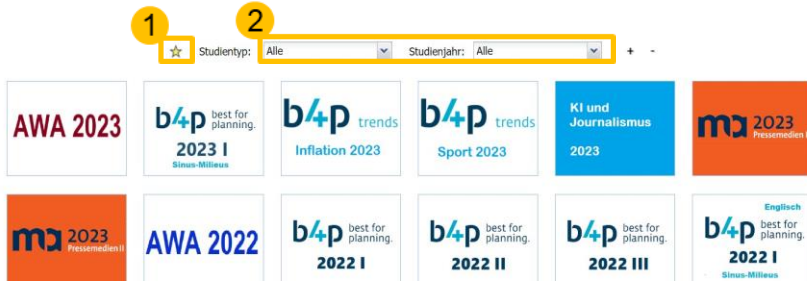 1
2
Studientyp: Alle Studienjahr: Alle + -
AWA 2023
b4p best for planning.
2023 I
Sinus-Milieus
b4p trends
Inflation 2023
b4p trends
Sport 2023
KI und
Journalismus
2023
ma 2023
Pressemedien I
ma 2023
Pressemedien II
AWA 2022
b4p best for planning.
2022 I
b4p best for planning.
2022 II
b4p best for planning.
2022 III
Englisch
b4p best for planning.
2022 I
Sinus-Milieus